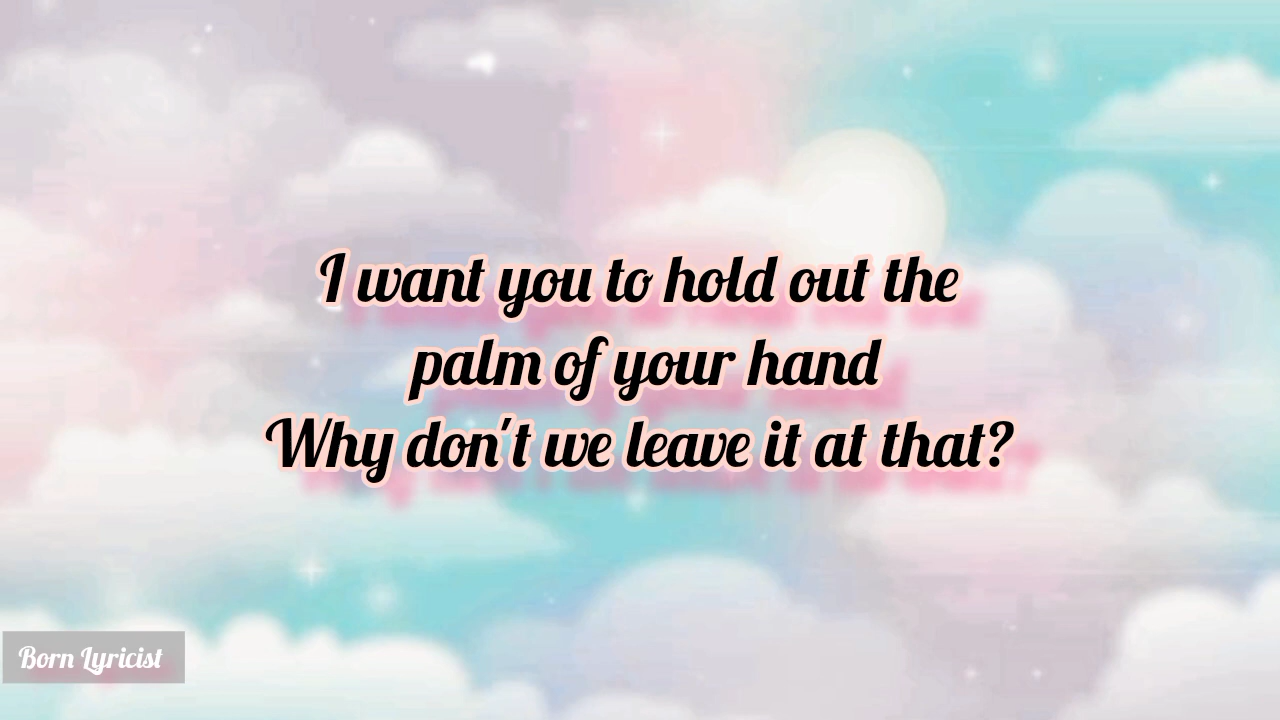 I want you to hold out the
palm of your hand
Why don't we leave it at that?
Born Lyricist